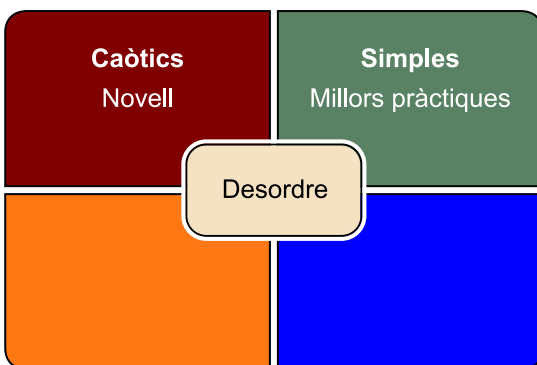 Caòtics
Novell
Simples
Millors pràctiques
Desordre